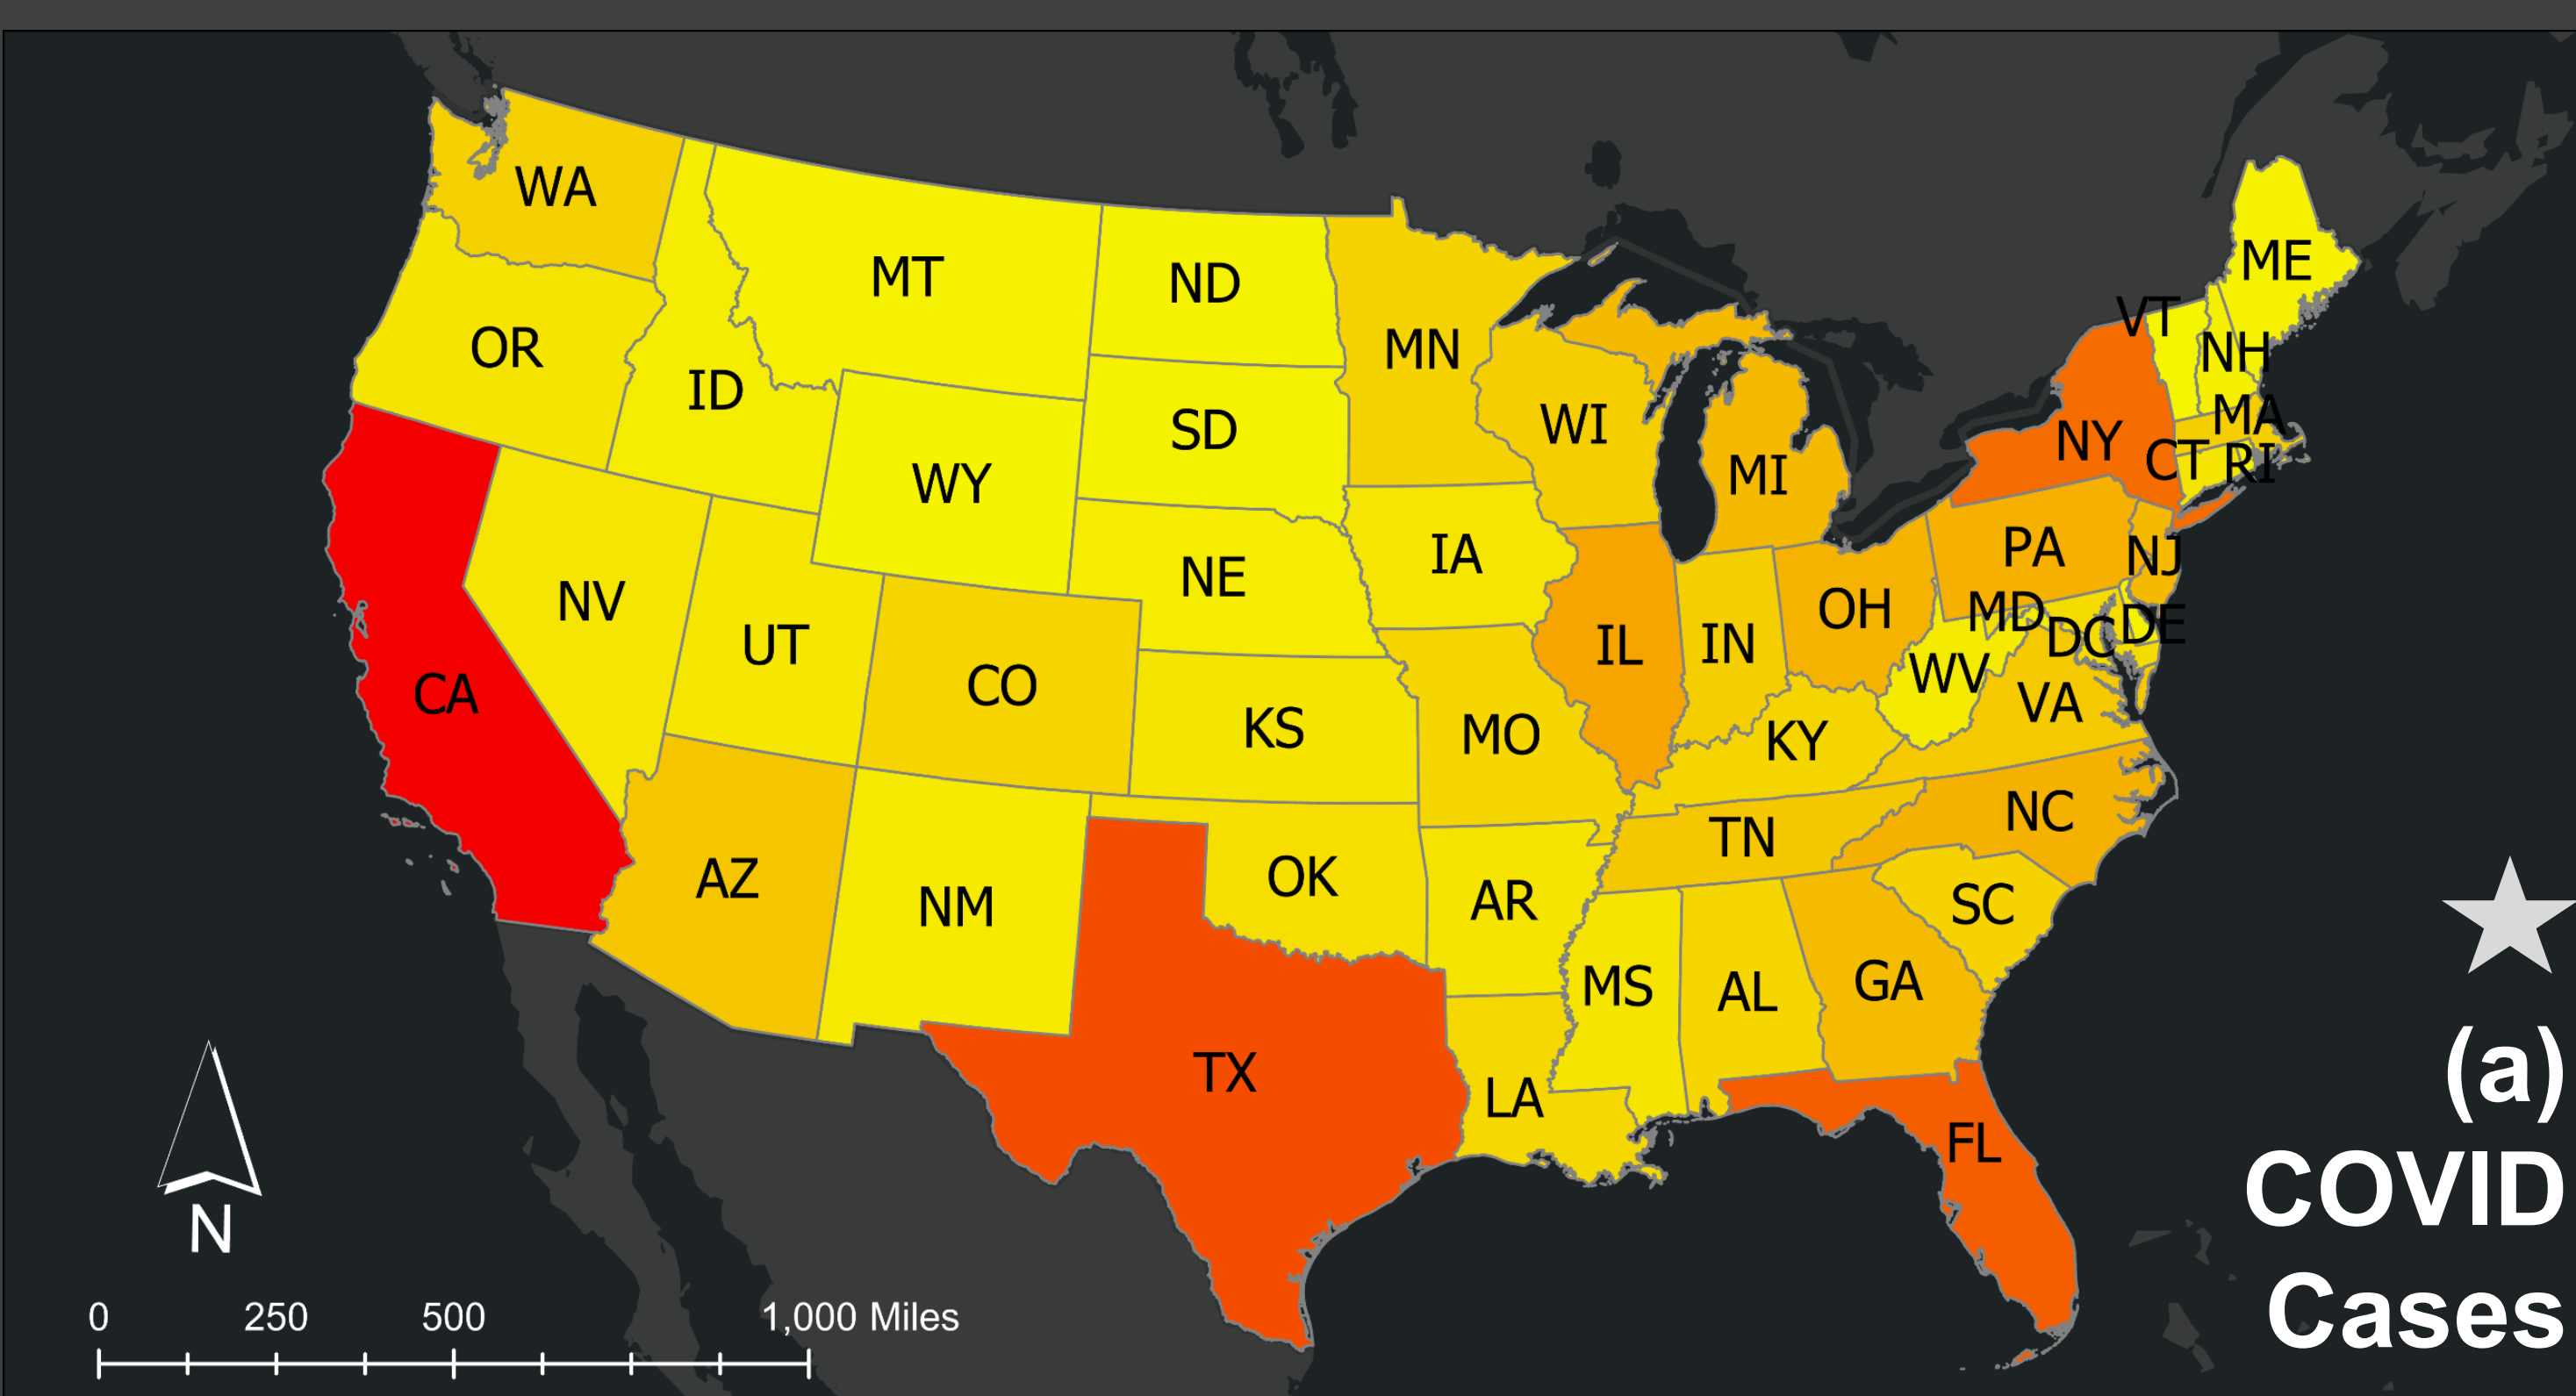 WA
MT
ND
ME
VT
OR
MN
NH
ID
SD
WI
MA
NY
CT
RI
WY
MI
IA
PA
NJ
NE
NV
OH
MD
DE
UT
IL
IN
DC
WV
CO
CA
KS
MO
KY
VA
NC
TN
AZ
NM
OK
AR
SC
MS
AL
GA
TX
LA
FL
(a)
COVID
Cases
N
0 250 500 1,000 Miles